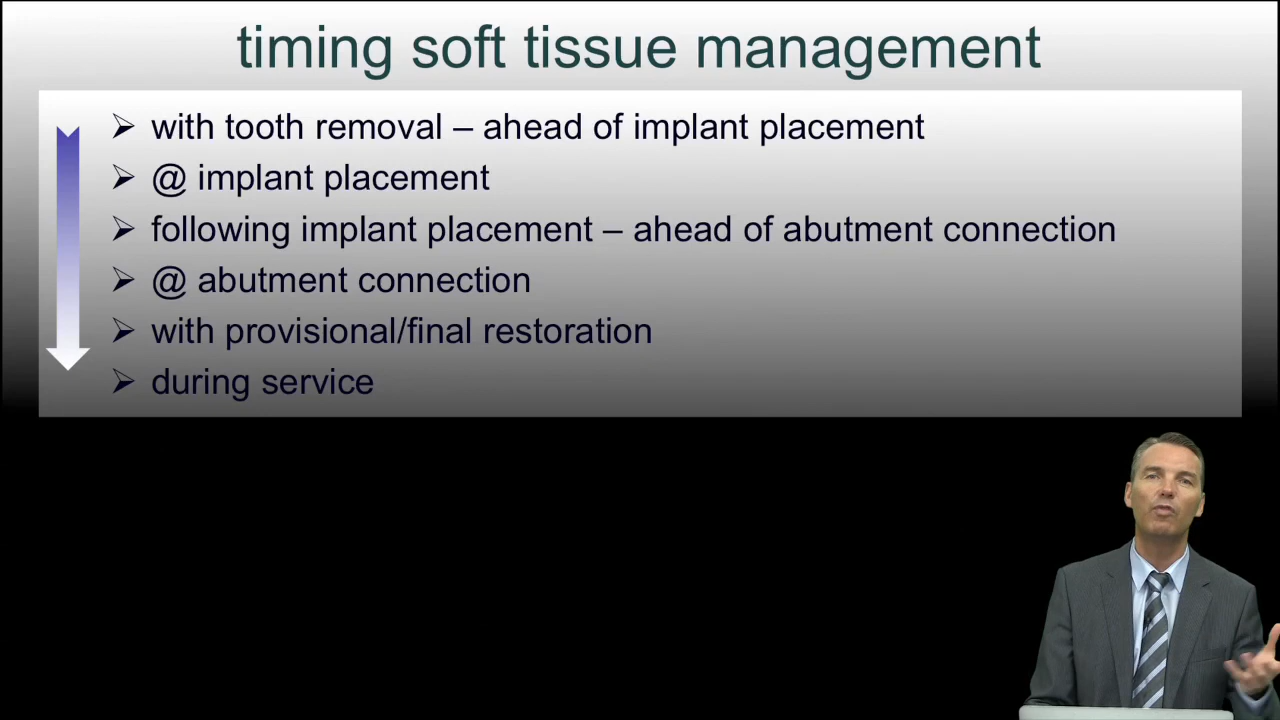 timing soft tissue management
➢ with tooth removal – ahead of implant placement
➢ @ implant placement
➢ following implant placement – ahead of abutment connection
➢ @ abutment connection
➢ with provisional/final restoration
➢ during service